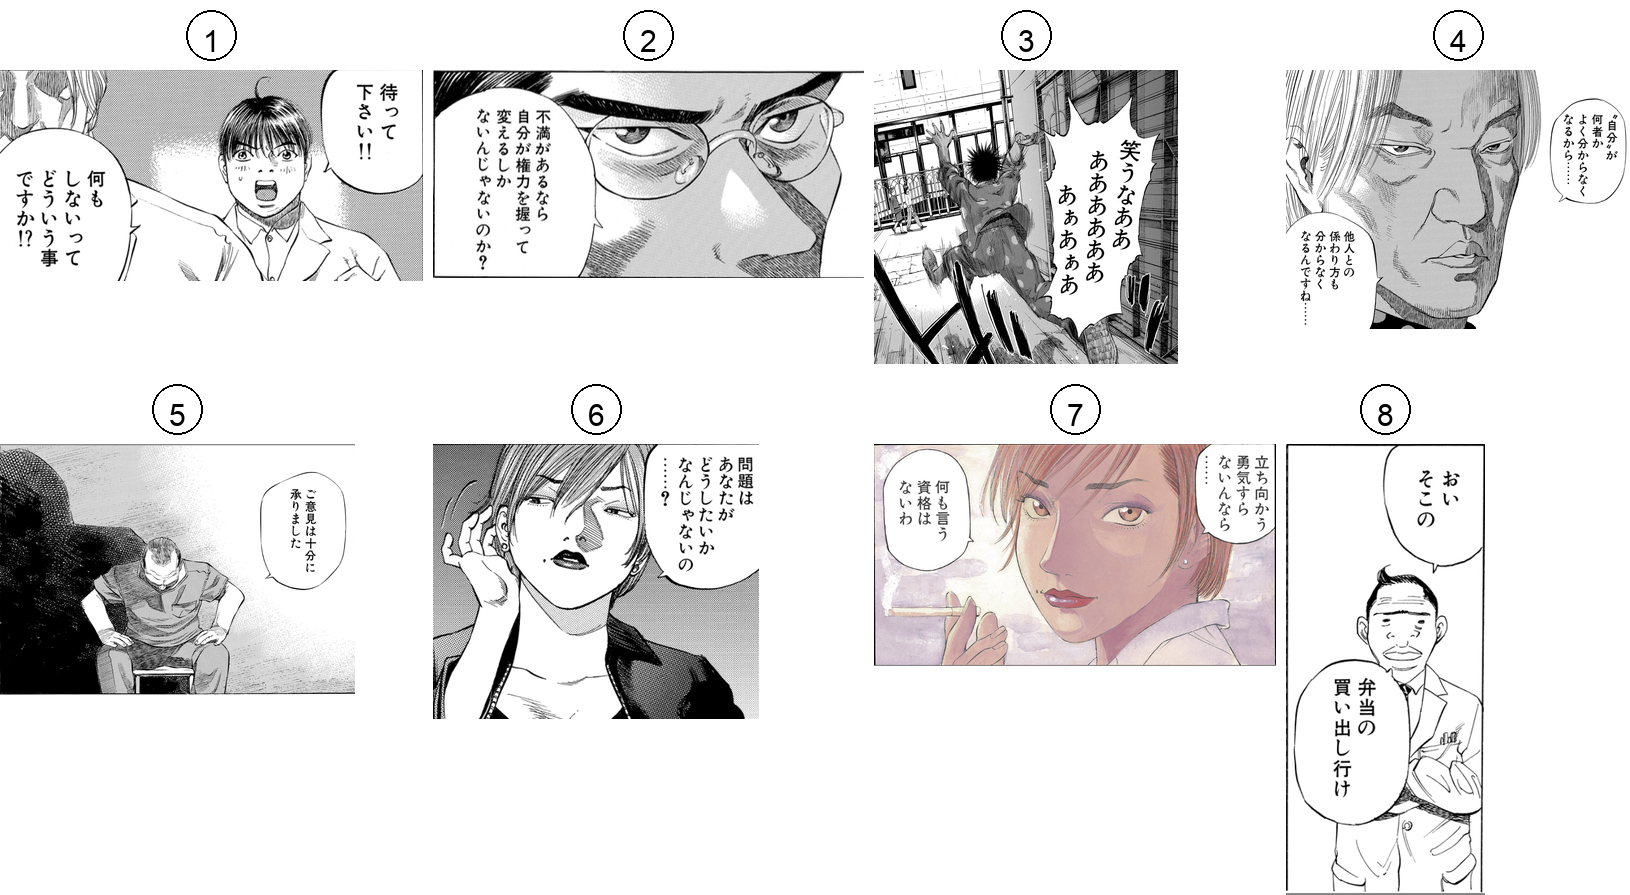 1
待って
下さい!!
何も
しないって
どういう事
ですか!?
2
不満があるなら
自分が権力を握って
変えるしか
ないんじゃないのか?
3
笑うなああ
あああああああ
あぁあぁあ
4
"自分"が
何者か
よく分からなく
なるから……
他人との
係わり方も
分からなく
なるんですね……
5
ご意見は十分に
承りました
6
問題は
あなたが
どうしたいか
なんじゃないの
……?
7
立ち向かう
勇気すら
ないんなら
……
何も言う
資格は
ないわ
8
おい
そこの
弁当の
買い出し行け